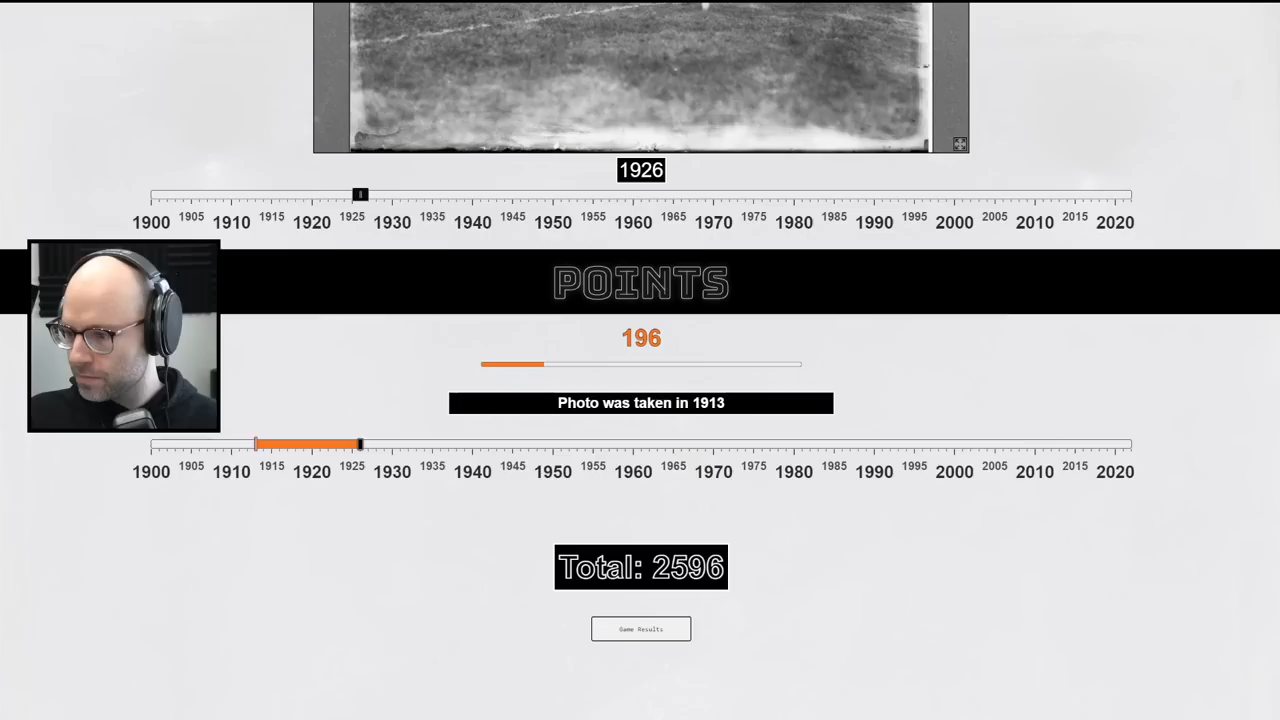 1926
1900 1905 1910 1915 1920 1925 1930 1935 1940 1945 1950 1955 1960 1965 1970 1975 1980 1985 1990 1995 2000 2005 2010 2015 2020
POINTS
196
Photo was taken in 1913
1900 1905 1910 1915 1920 1925 1930 1935 1940 1945 1950 1955 1960 1965 1970 1975 1980 1985 1990 1995 2000 2005 2010 2015 2020
Total: 2596
Game Results